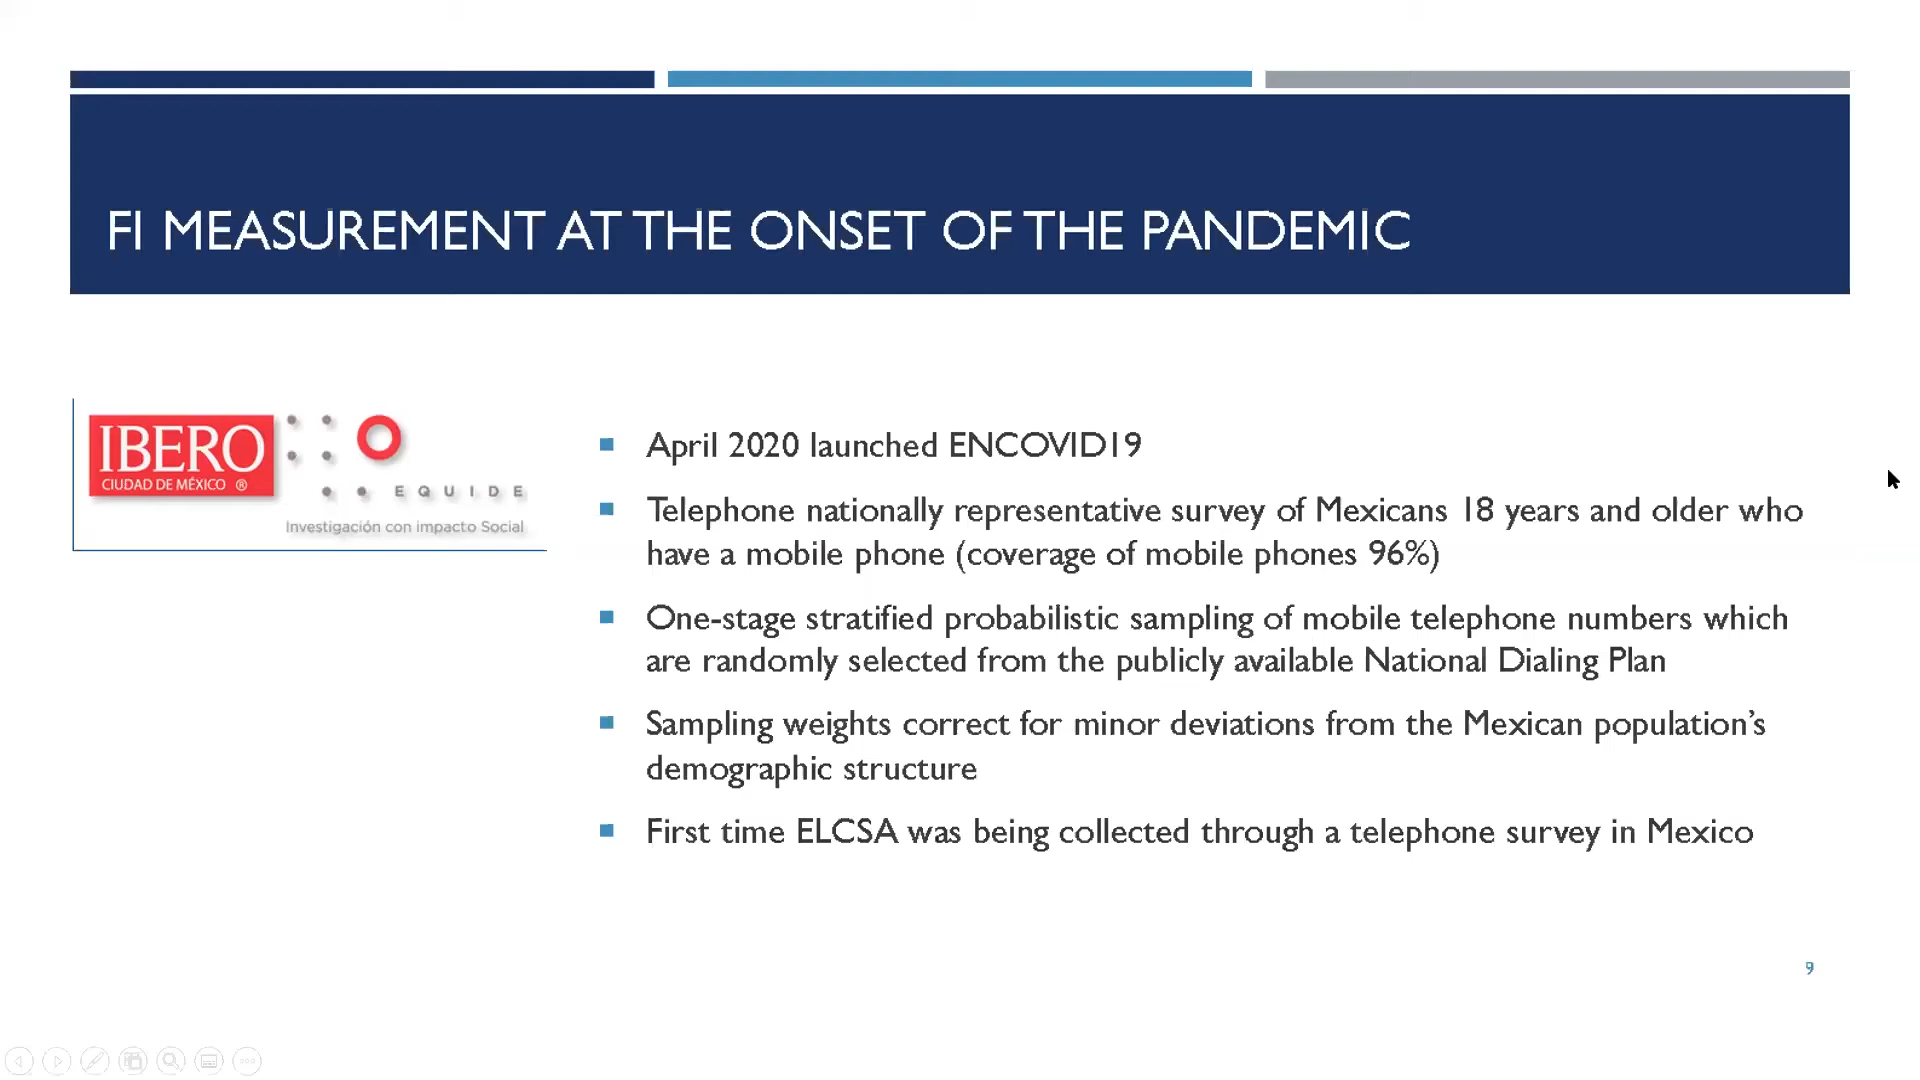 FI MEASUREMENT AT THE ONSET OF THE PANDEMIC
IBERO
CIUDAD DE MÉXICO ®
EQUIDE
Investigación con impacto Social
April 2020 launched ENCOVID19
Telephone nationally representative survey of Mexicans 18 years and older who
have a mobile phone (coverage of mobile phones 96%)
One-stage stratified probabilistic sampling of mobile telephone numbers which
are randomly selected from the publicly available National Dialing Plan
Sampling weights correct for minor deviations from the Mexican population’s
demographic structure
First time ELCSA was being collected through a telephone survey in Mexico
9